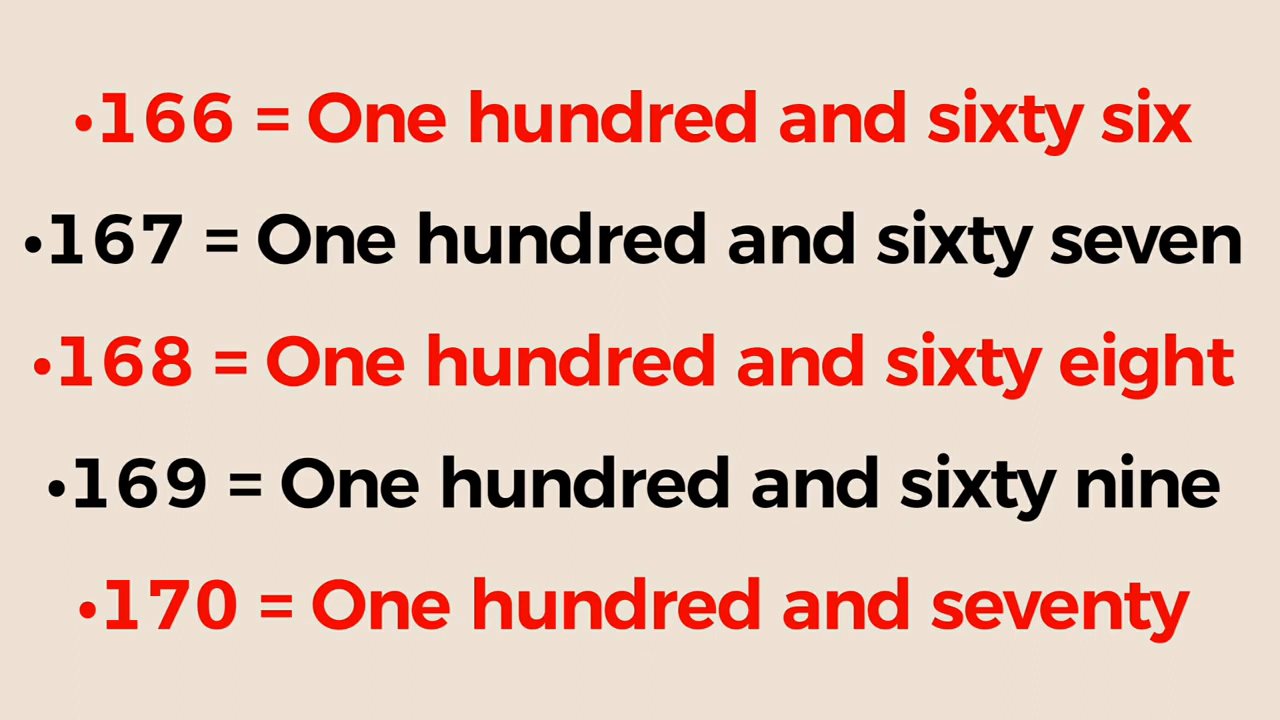 •166 = One hundred and sixty six
•167 = One hundred and sixty seven
•168 = One hundred and sixty eight
•169 = One hundred and sixty nine
•170 = One hundred and seventy